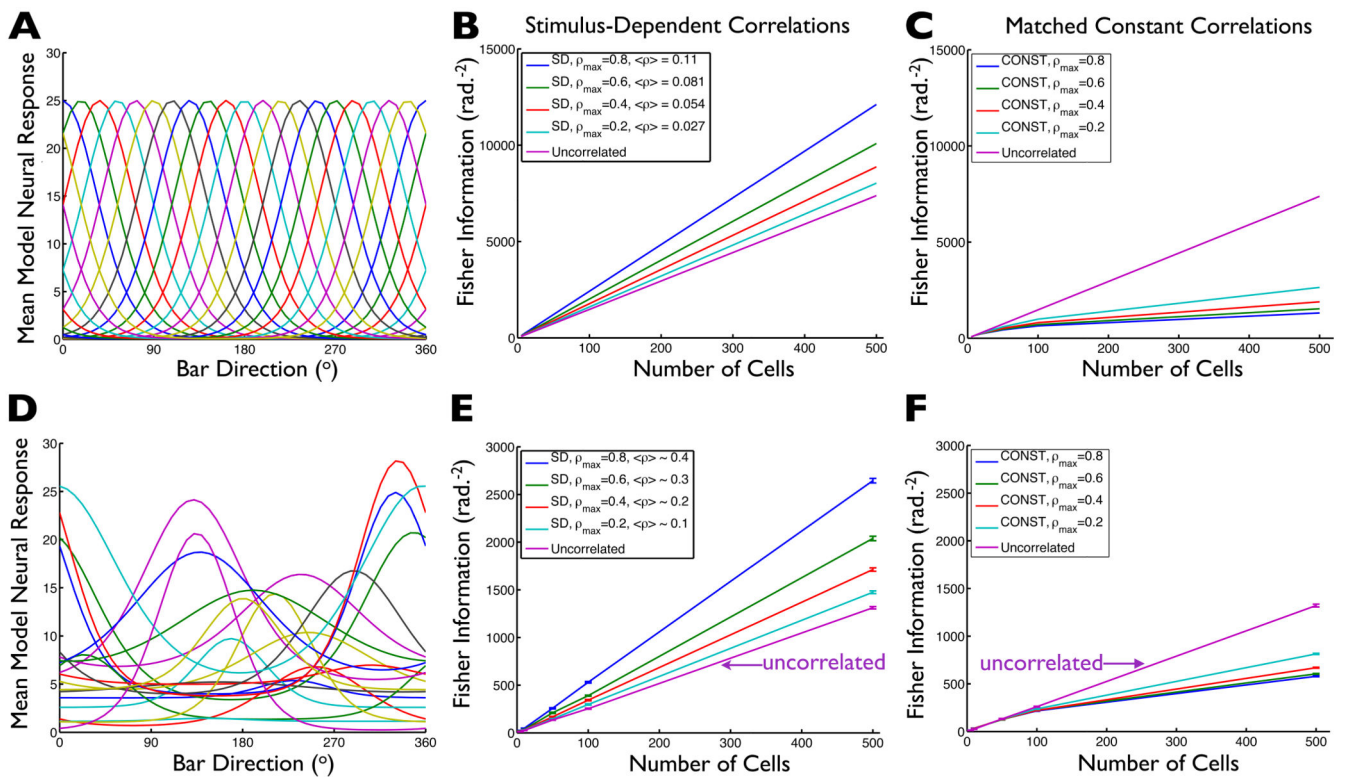 A
Mean Model Neural Response
30
25
20
15
10
5
0
0 90 180 270 360
Bar Direction (°)
B
Stimulus-Dependent Correlations
Fisher Information (rad.-2)
15000
10000
5000
0
SD, ρmax=0.8, <ρ> = 0.11
SD, ρmax=0.6, <ρ> = 0.081
SD, ρmax=0.4, <ρ> = 0.054
SD, ρmax=0.2, <ρ> = 0.027
Uncorrelated
0 100 200 300 400 500
Number of Cells
C
Matched Constant Correlations
Fisher Information (rad.-2)
15000
10000
5000
0
CONST, ρmax=0.8
CONST, ρmax=0.6
CONST, ρmax=0.4
CONST, ρmax=0.2
Uncorrelated
0 100 200 300 400 500
Number of Cells
D
Mean Model Neural Response
30
25
20
15
10
5
0
0 90 180 270 360
Bar Direction (°)
E
Fisher Information (rad.-2)
3000
2500
2000
1500
1000
500
0
SD, ρmax=0.8, <ρ> ~ 0.4
SD, ρmax=0.6, <ρ> ~ 0.3
SD, ρmax=0.4, <ρ> ~ 0.2
SD, ρmax=0.2, <ρ> ~ 0.1
Uncorrelated
uncorrelated
0 100 200 300 400 500
Number of Cells
F
Fisher Information (rad.-2)
3000
2500
2000
1500
1000
500
0
CONST, ρmax=0.8
CONST, ρmax=0.6
CONST, ρmax=0.4
CONST, ρmax=0.2
Uncorrelated
uncorrelated
0 100 200 300 400 500
Number of Cells